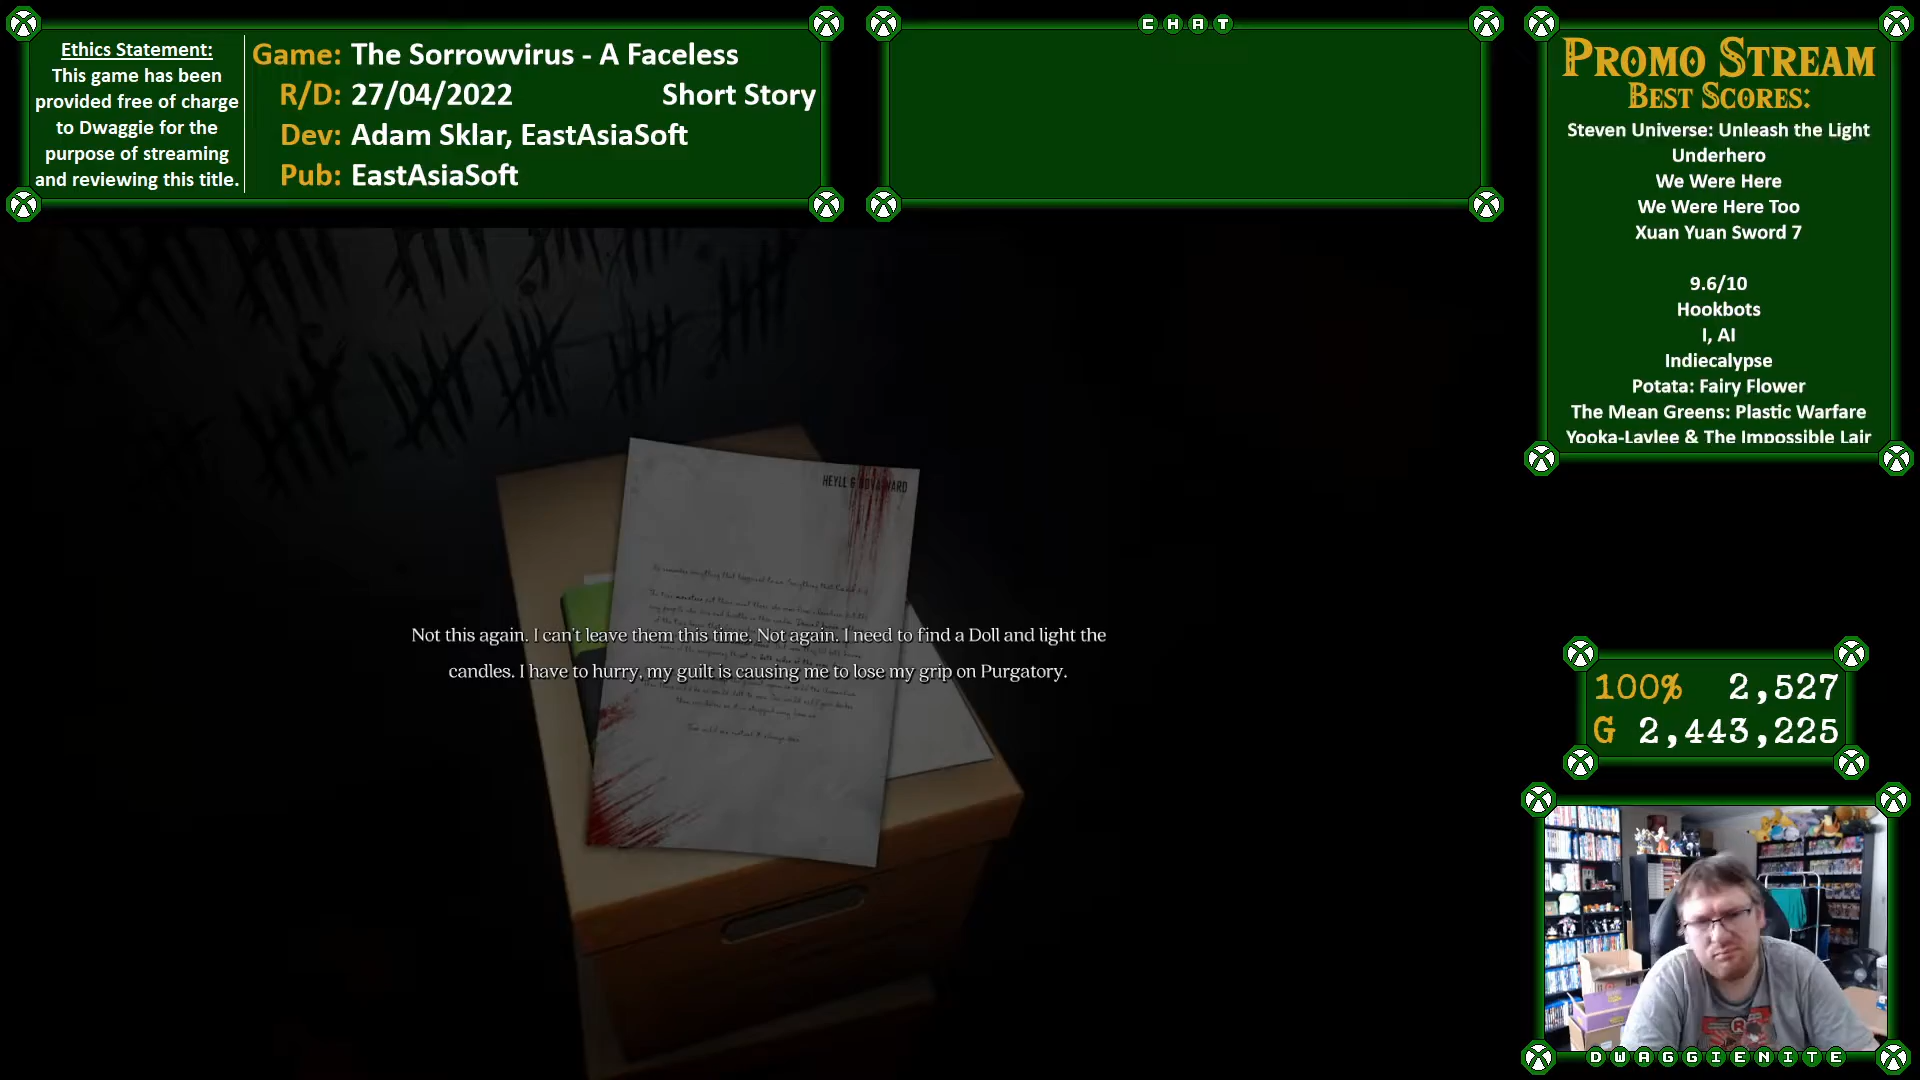 Ethics Statement:
This game has been
provided free of charge
to Dwaggie for the
purpose of streaming
and reviewing this title.
Game: The Sorrowvirus - A Faceless
R/D: 27/04/2022 Short Story
Dev: Adam Sklar, EastAsiaSoft
Pub: EastAsiaSoft
CHAT
PROMO STREAM
BEST SCORES:
Steven Universe: Unleash the Light
Underhero
We Were Here
We Were Here Too
Xuan Yuan Sword 7
9.6/10
Hookbots
I, AI
Indiecalypse
Potata: Fairy Flower
The Mean Greens: Plastic Warfare
Yooka-Laylee & The Impossible Lair
HEYLL &
Not this again. I can't leave them this time. Not again. I need to find a Doll and light the
candles. I have to hurry, my guilt is causing me to lose my grip on Purgatory.
100% 2,527
G 2,443,225
DWAGGIENITE